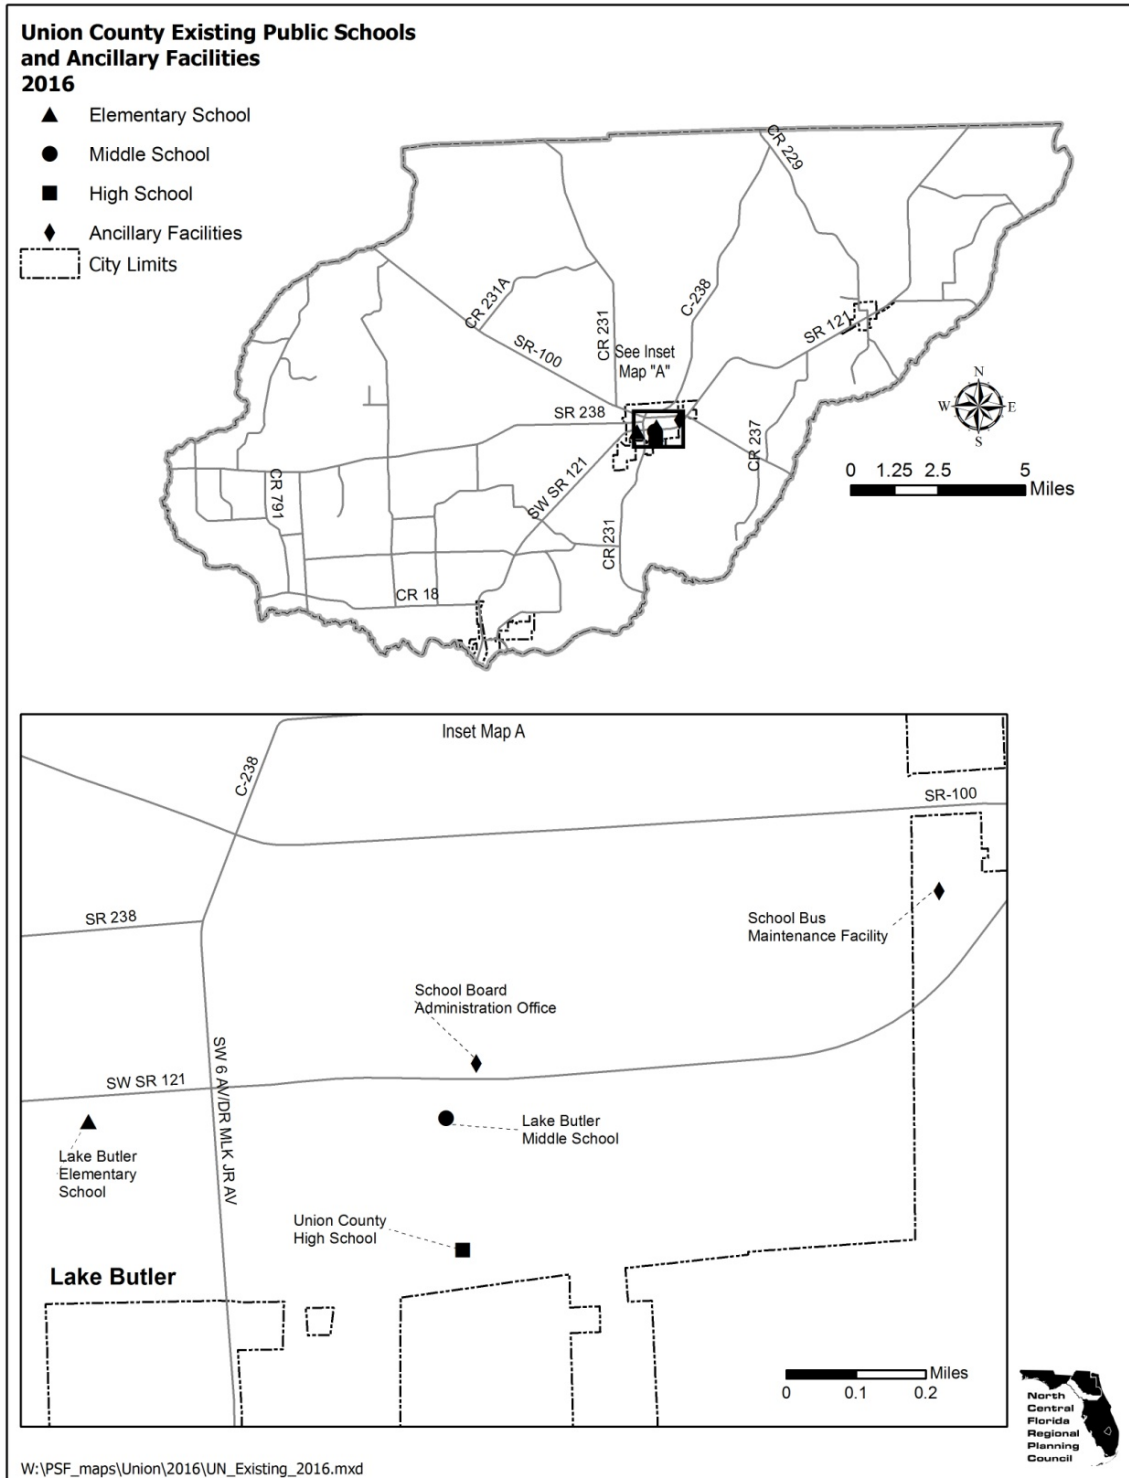 Union County Existing Public Schools
and Ancillary Facilities
2016
Elementary School
Middle School
High School
Ancillary Facilities
City Limits
CR 229
CR 231A
CR 231
C-238
SR 121
SR-100
See Inset
Map "A"
N
W
E
S
SR 238
CR 237
SW SR 121
CR 791
CR 231
CR 18
0 1.25 2.5 5
Miles
Inset Map A
C-238
SR-100
SR 238
School Bus
Maintenance Facility
School Board
Administration Office
SW SR 121
SW 6 AV/DR MLK JR AV
Lake Butler
Middle School
Lake Butler
Elementary
School
Union County
High School
Lake Butler
Miles
0 0.1 0.2
North
Central
Florida
Regional
Planning
Council
W:\PSF_maps\Union\2016\UN_Existing_2016.mxd